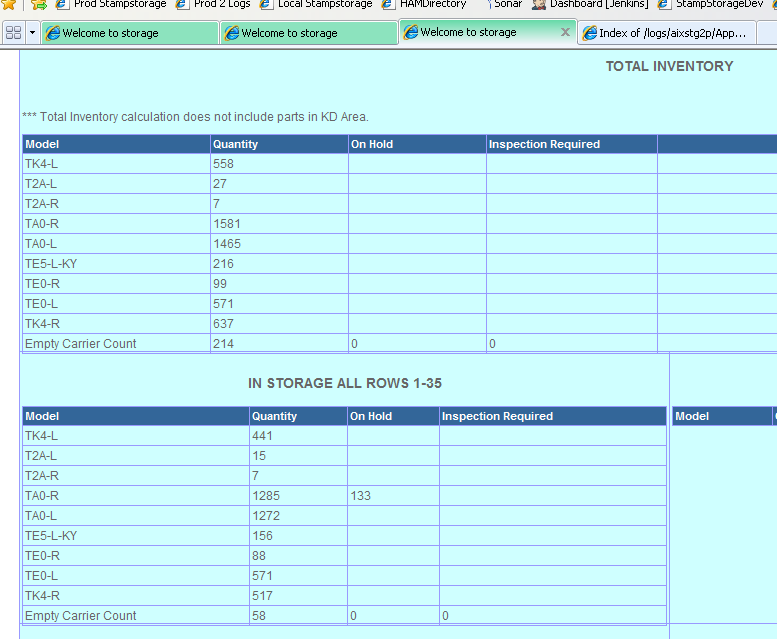 Prod Stampstorage Prod 2 Logs Local Stampstorage HAMDirectory Sonar Dashboard [Jenkins] StampStorageDev
Welcome to storage Welcome to storage Welcome to storage X Index of /logs/aixstg2p/App...
TOTAL INVENTORY
*** Total Inventory calculation does not include parts in KD Area.
Model Quantity On Hold Inspection Required
TK4-L 558
T2A-L 27
T2A-R 7
TA0-R 1581
TA0-L 1465
TE5-L-KY 216
TE0-R 99
TE0-L 571
TK4-R 637
Empty Carrier Count 214 0 0
IN STORAGE ALL ROWS 1-35
Model Quantity On Hold Inspection Required Model
TK4-L 441
T2A-L 15
T2A-R 7
TA0-R 1285 133
TA0-L 1272
TE5-L-KY 156
TE0-R 88
TE0-L 571
TK4-R 517
Empty Carrier Count 58 0 0